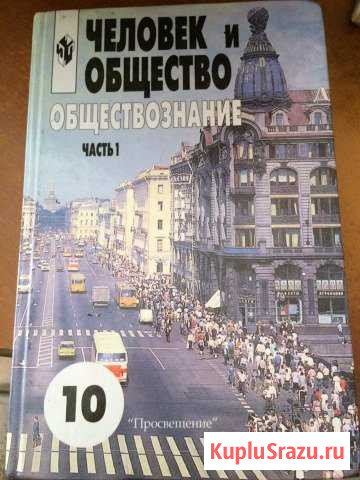 ЧЕЛОВЕК И
ОБЩЕСТВО
ОБЩЕСТВОЗНАНИЕ
ЧАСТЬ 1
10
"Просвещение"
KupluSrazu.ru